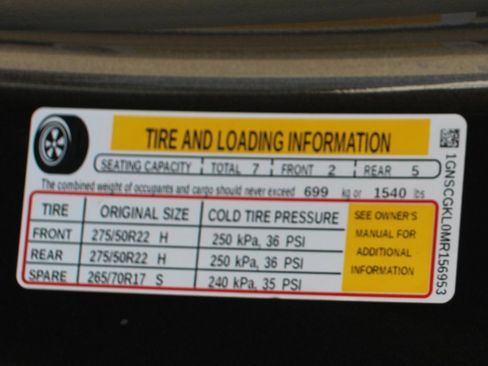 TIRE AND LOADING INFORMATION
SEATING CAPACITY TOTAL 7 FRONT 2 REAR 5
The combined weight of occupants and cargo should never exceed 699 kg or 1540 lbs
TIRE ORIGINAL SIZE COLD TIRE PRESSURE
FRONT 275/50R22 H 250 kPa, 36 PSI
REAR 275/50R22 H 250 kPa, 36 PSI
SPARE 265/70R17 S 240 kPa, 35 PSI
SEE OWNER'S
MANUAL FOR
ADDITIONAL
INFORMATION
1GNSCGKL0MR156953